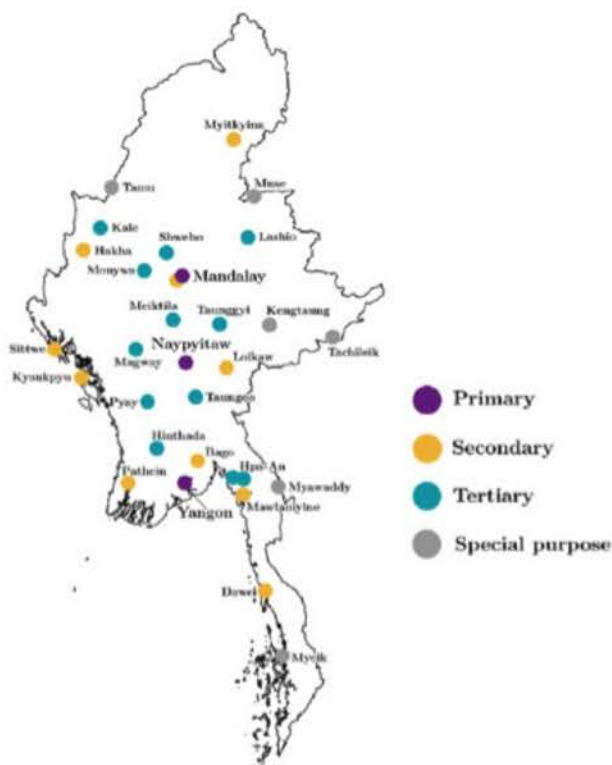 Myitkyina
Tamu
Muse
Kale
Shwebo
Lashio
Hakha
Monywa
Mandalay
Meiktila
Taunggyi
Kengtaung
Tachileik
Naypyitaw
Sittwe
Magway
Loikaw
Kyaukpyu
Pyay
Taungoo
Hinthada
Bago
Pathein
Hpa-An
Myawaddy
Yangon
Mawlamyine
Dawei
Myeik
Primary
Secondary
Tertiary
Special purpose